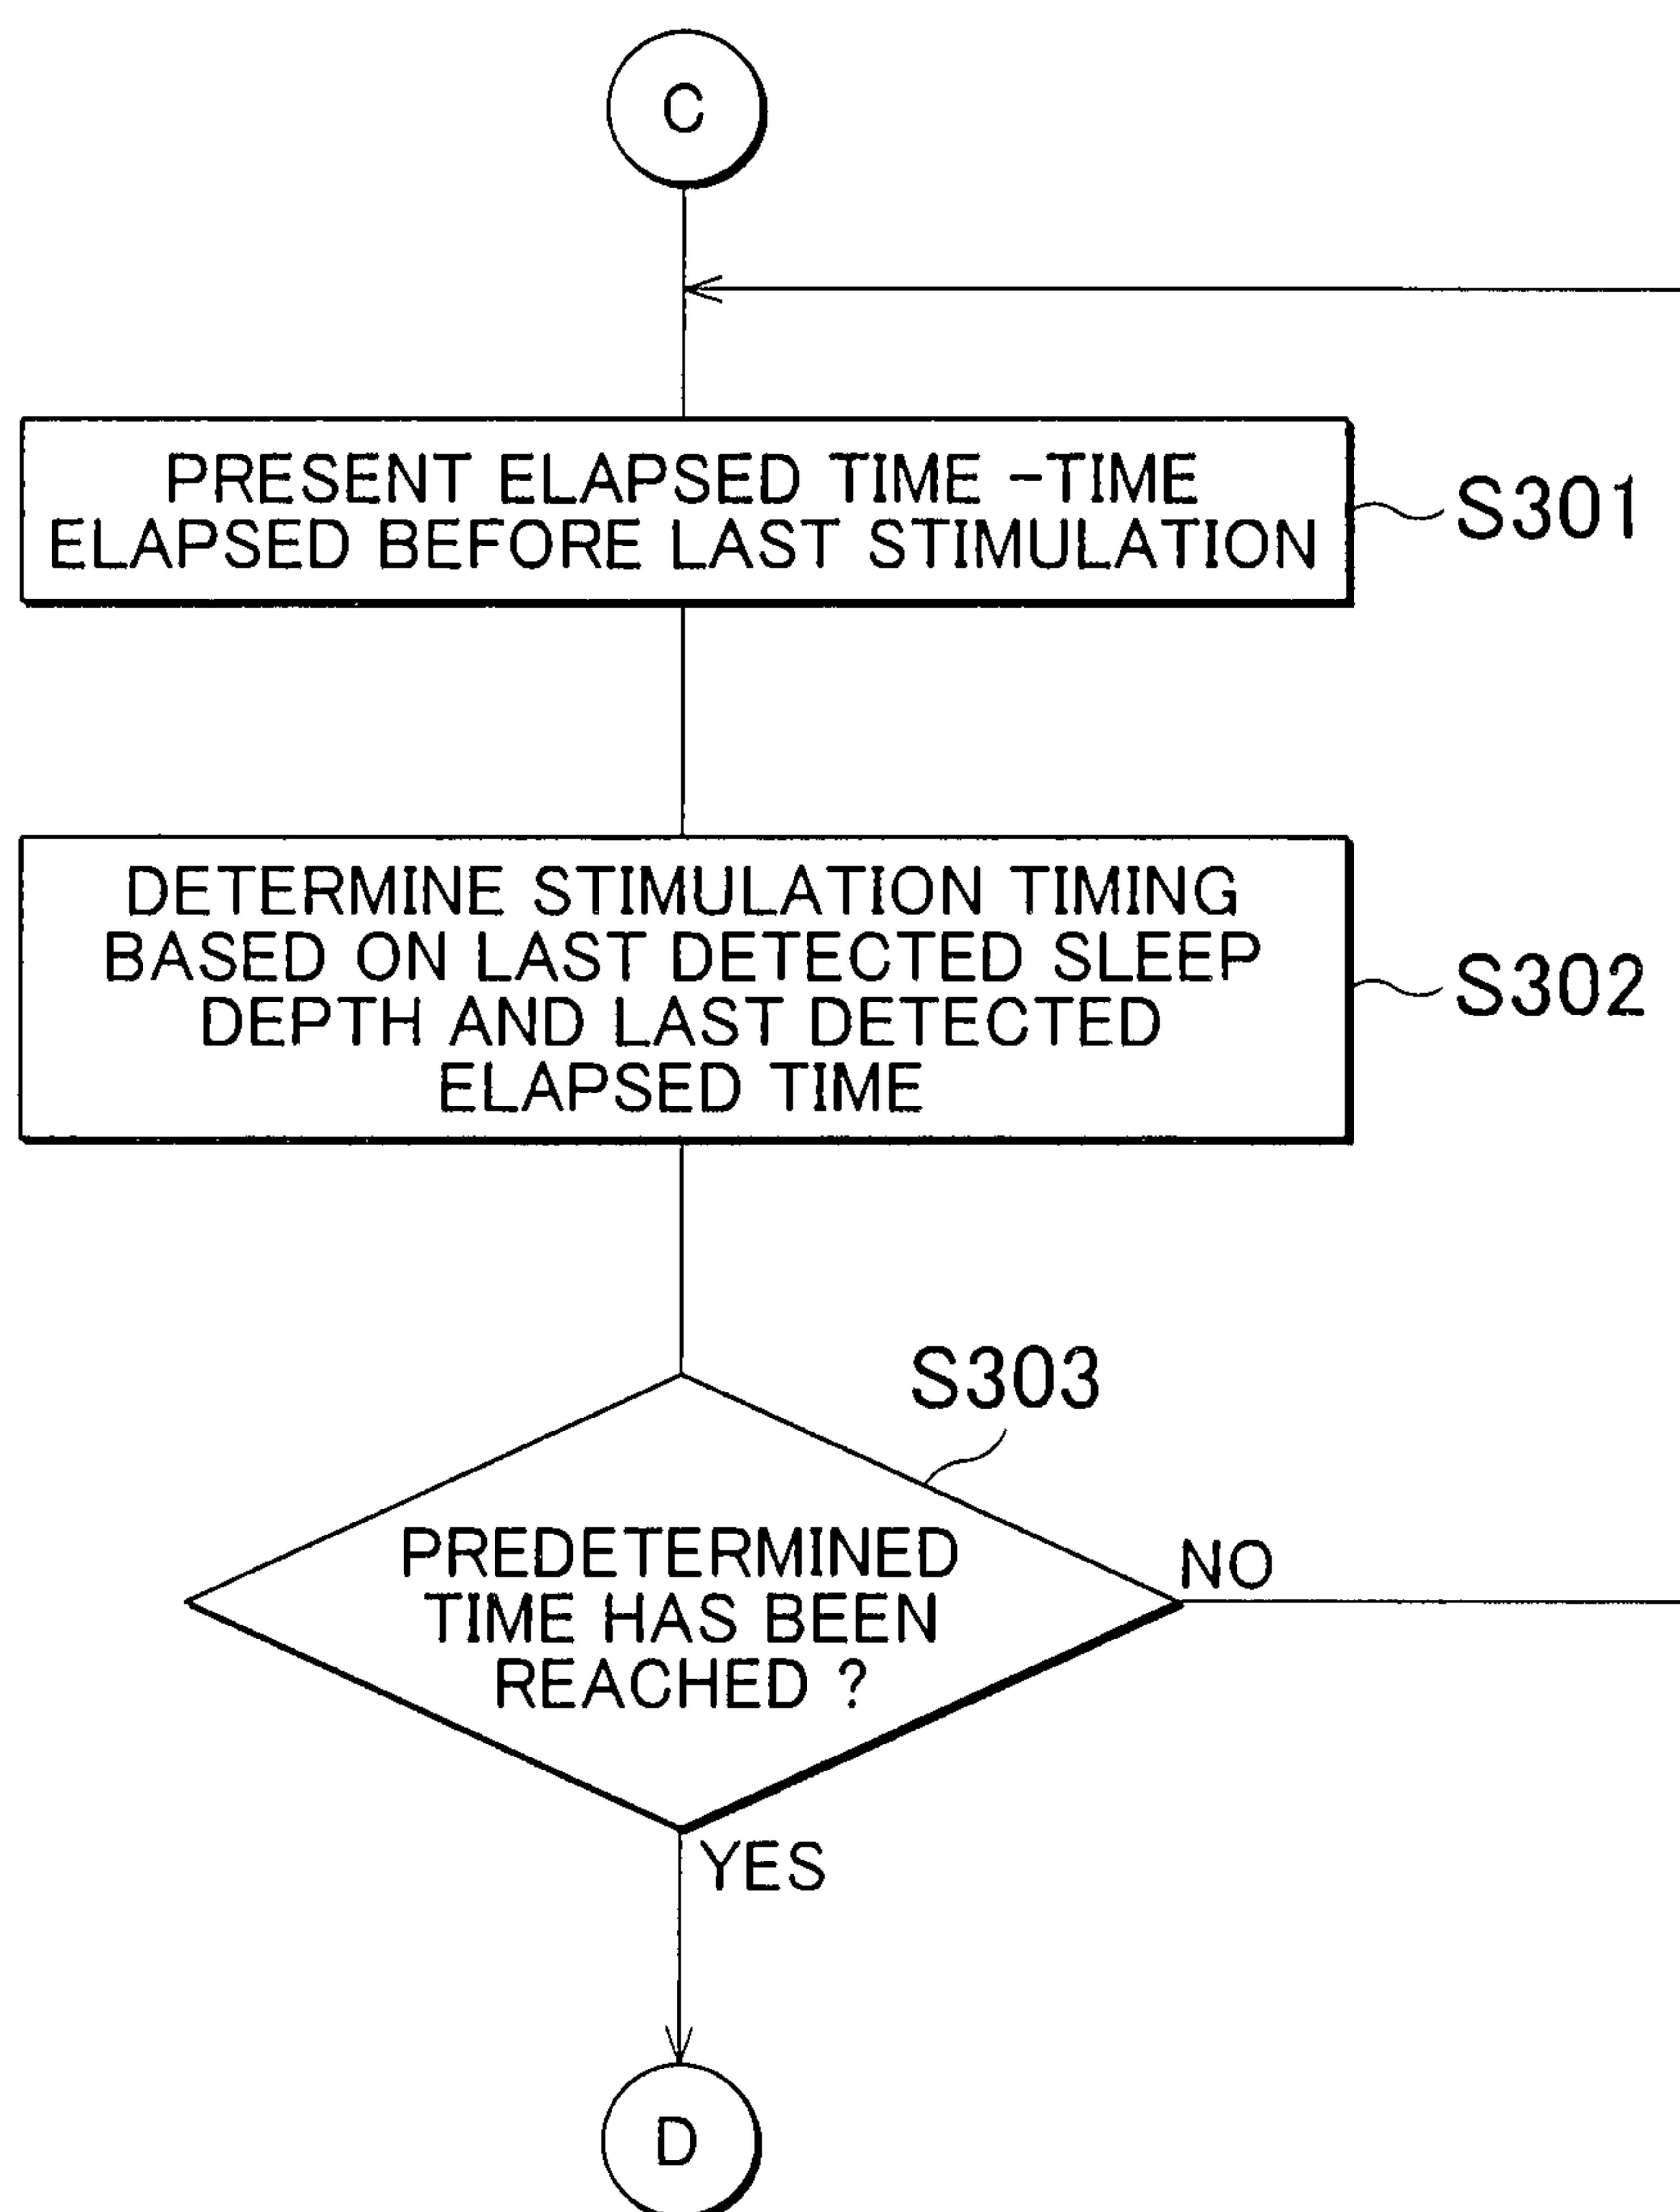 C
PRESENT ELAPSED TIME -TIME
ELAPSED BEFORE LAST STIMULATION
S301
DETERMINE STIMULATION TIMING
BASED ON LAST DETECTED SLEEP
DEPTH AND LAST DETECTED
ELAPSED TIME
S302
S303
PREDETERMINED
TIME HAS BEEN
REACHED ?
NO
YES
D